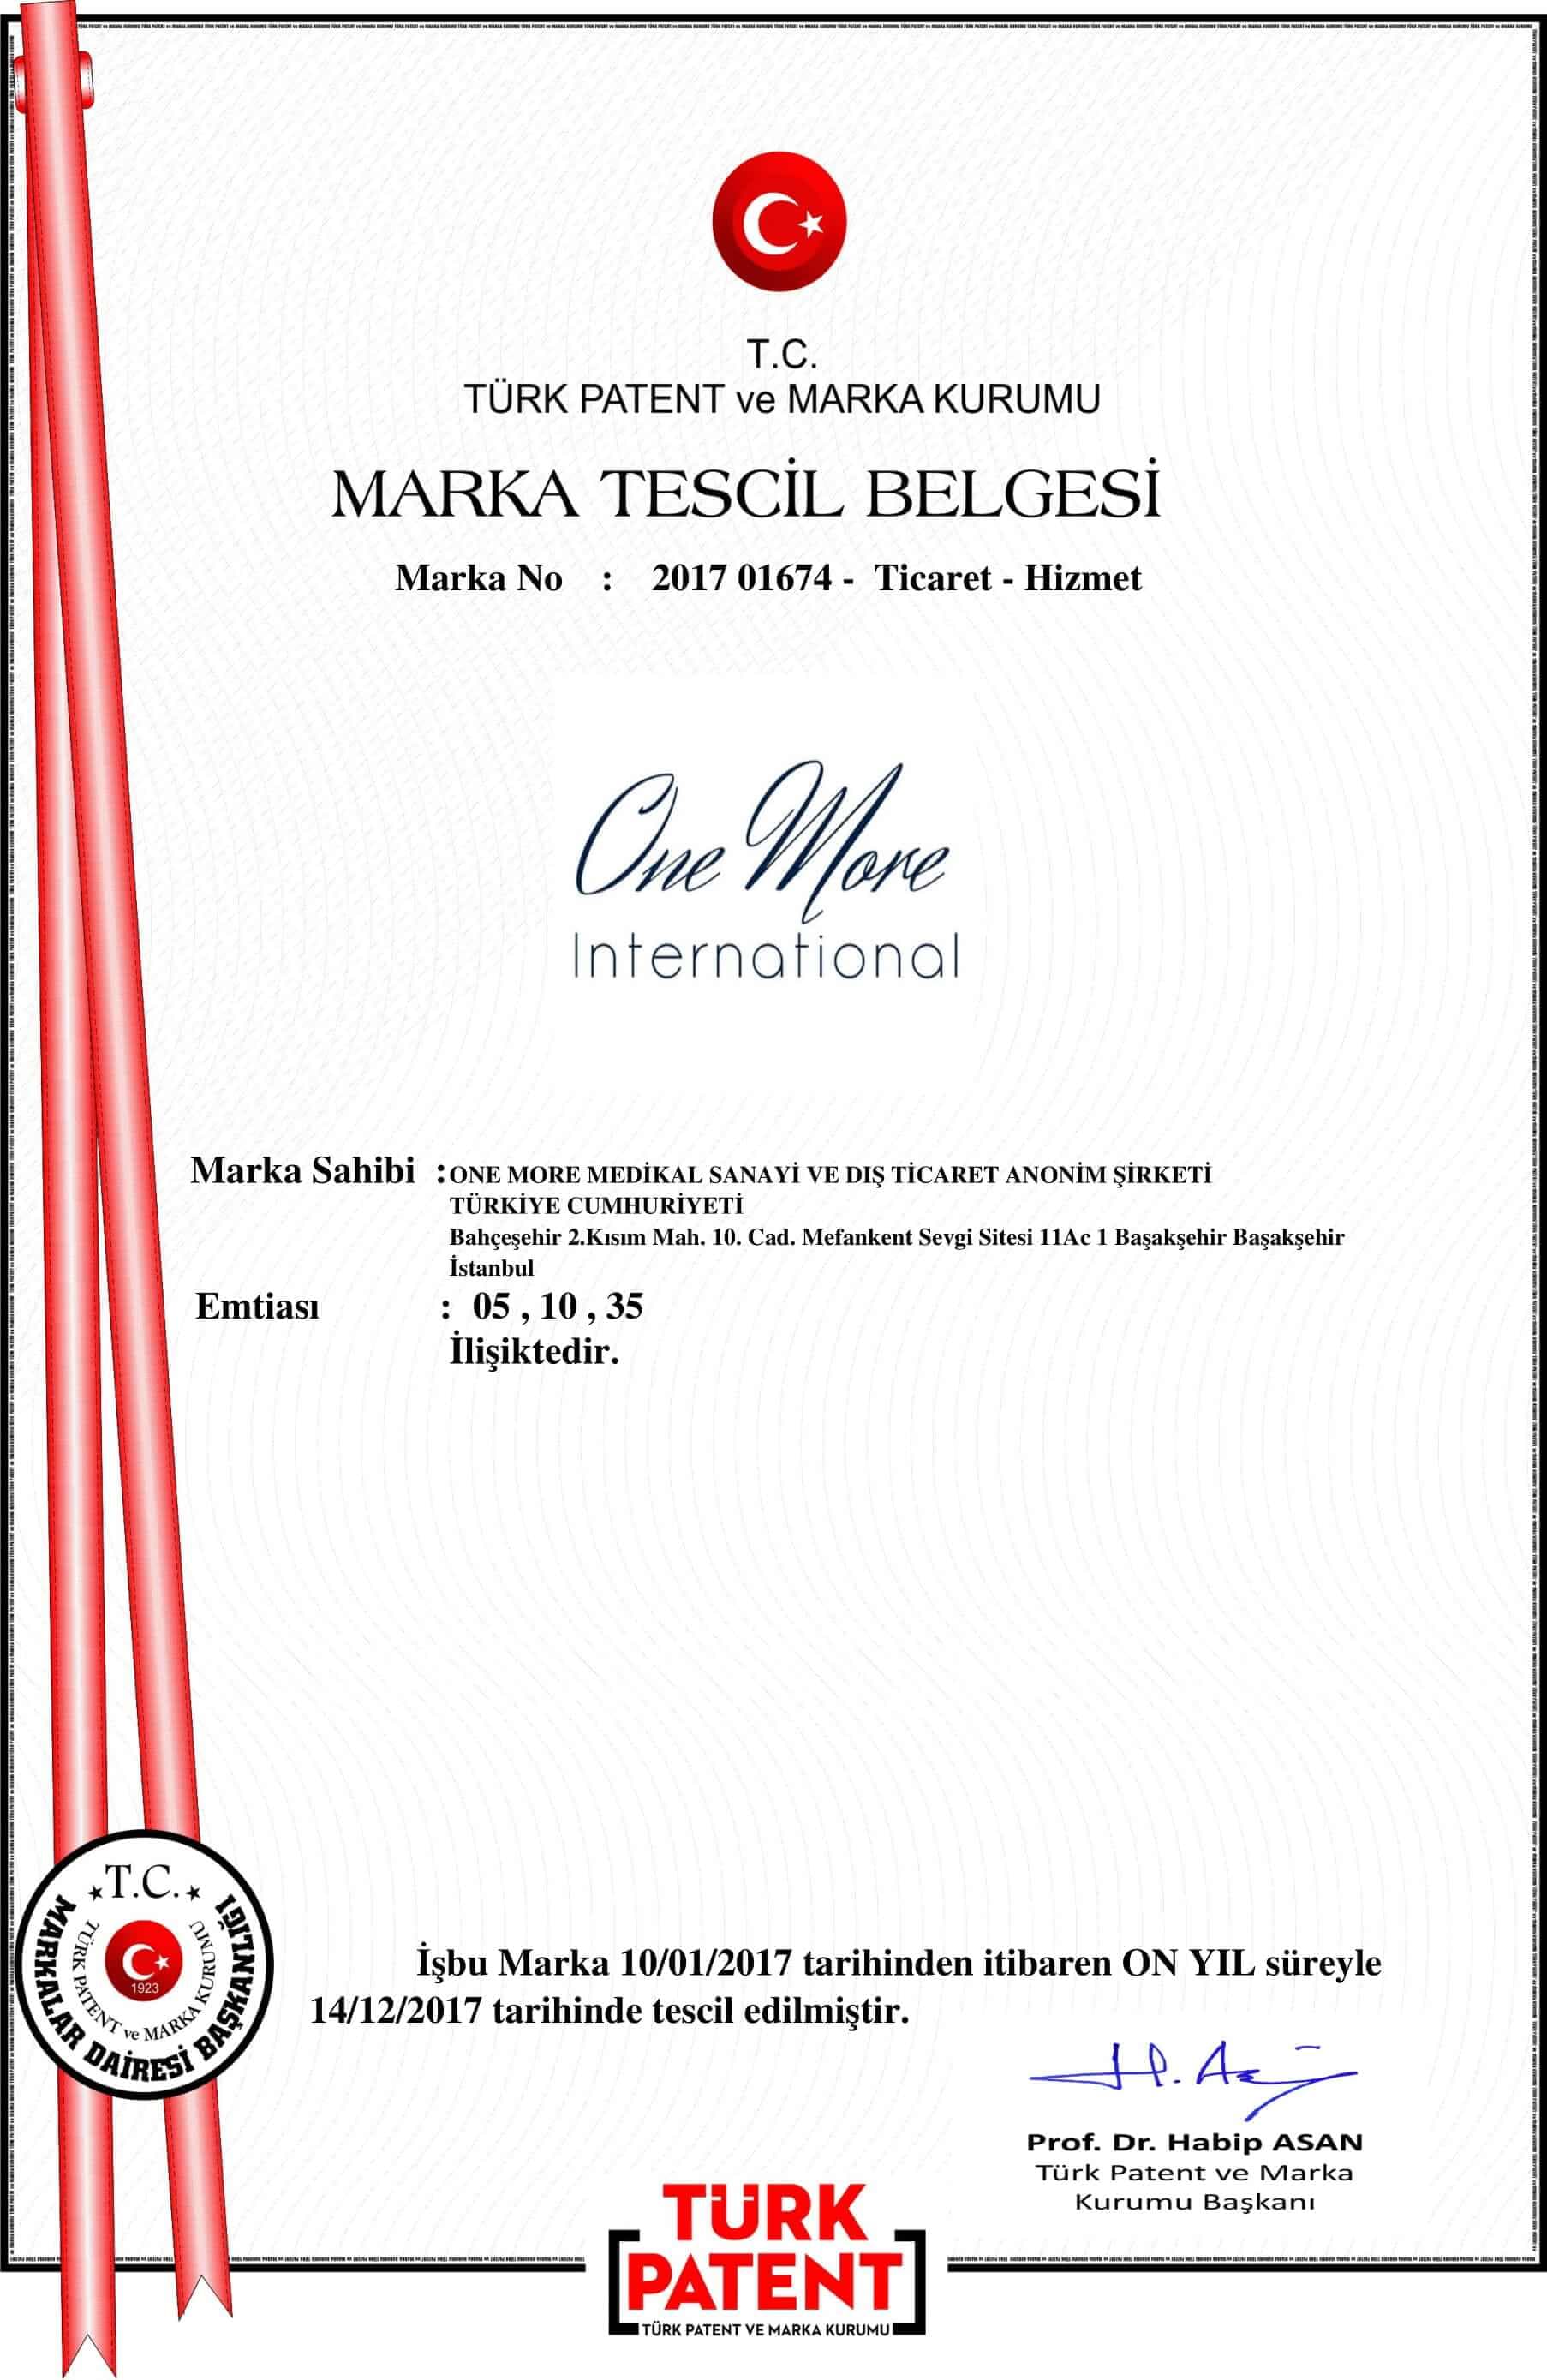 T.C.
TÜRK PATENT ve MARKA KURUMU
MARKA TESCİL BELGESİ
Marka No : 2017 01674 - Ticaret - Hizmet
One More
International
Marka Sahibi : ONE MORE MEDİKAL SANAYİ VE DIŞ TİCARET ANONİM ŞİRKETİ
TÜRKİYE CUMHURİYETİ
Bahçeşehir 2.Kısım Mah. 10. Cad. Mefankent Sevgi Sitesi 11Ac 1 Başakşehir Başakşehir
İstanbul
Emtiası : 05 , 10 , 35
İlişiktedir.
T.C.
MARKALAR DAİRESİ BAŞKANLIĞI
TÜRK PATENT ve MARKA KURUMU
1923
İşbu Marka 10/01/2017 tarihinden itibaren ON YIL süreyle
14/12/2017 tarihinde tescil edilmiştir.
Prof. Dr. Habip ASAN
Türk Patent ve Marka
Kurumu Başkanı
TÜRK
PATENT
TÜRK PATENT VE MARKA KURUMU